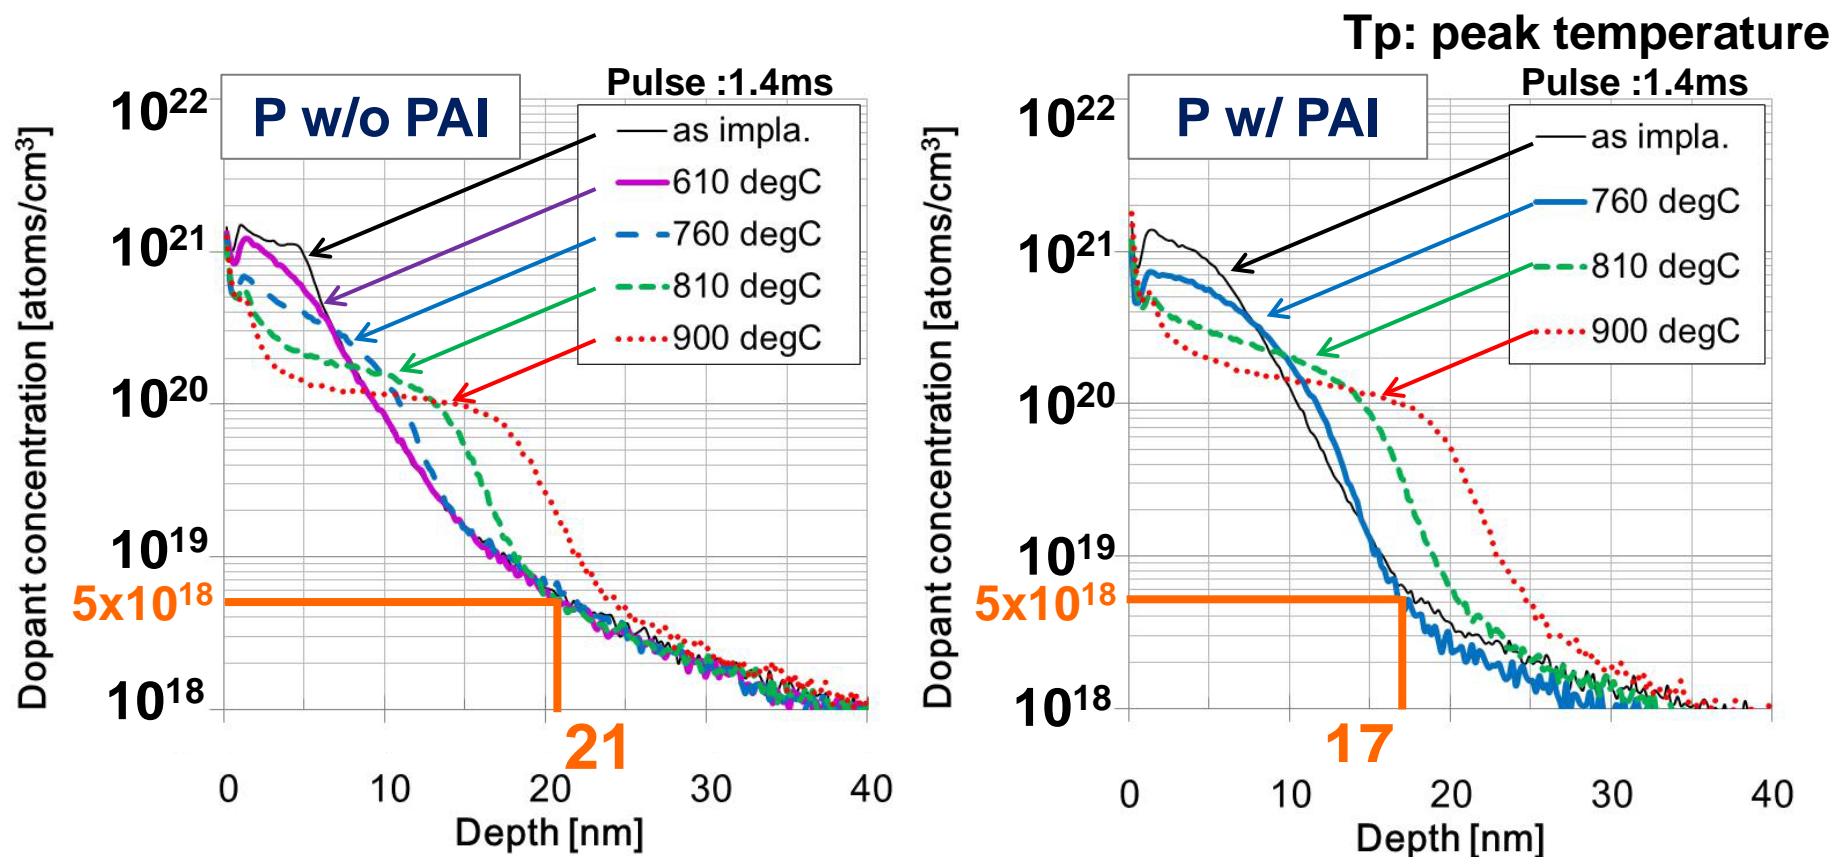 Tp: peak temperature
P w/o PAI
Pulse :1.4ms
as impla.
610 degC
760 degC
810 degC
900 degC
Dopant concentration [atoms/cm³]
10²²
10²¹
10²⁰
10¹⁹
5x10¹⁸
10¹⁸
21
0 10 20 30 40
Depth [nm]
P w/ PAI
Pulse :1.4ms
as impla.
760 degC
810 degC
900 degC
Dopant concentration [atoms/cm³]
10²²
10²¹
10²⁰
10¹⁹
5x10¹⁸
10¹⁸
17
0 10 20 30 40
Depth [nm]